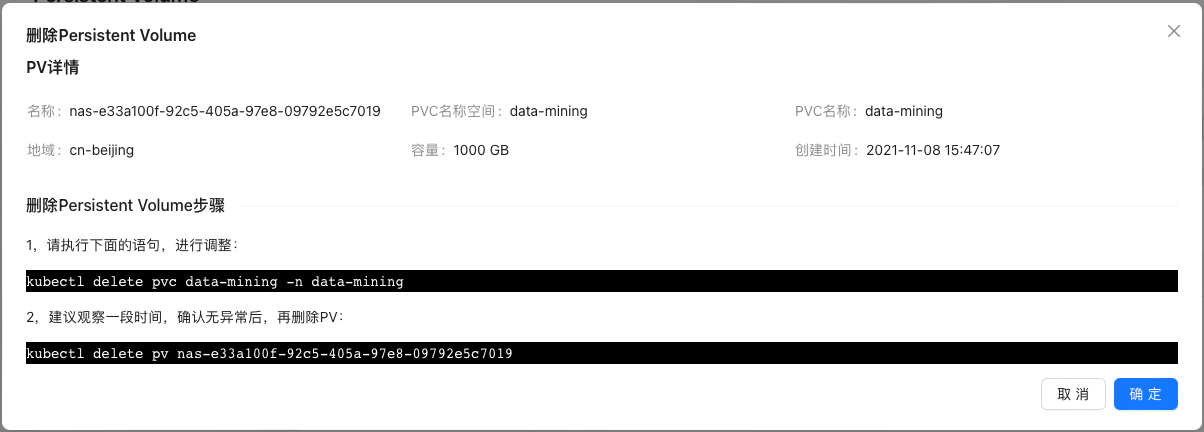 删除Persistent Volume
PV详情
名称： nas-e33a100f-92c5-405a-97e8-09792e5c7019 PVC名称空间： data-mining PVC名称： data-mining
地域： cn-beijing 容量： 1000 GB 创建时间： 2021-11-08 15:47:07
删除Persistent Volume步骤
1，请执行下面的语句，进行调整：
kubectl delete pvc data-mining -n data-mining
2，建议观察一段时间，确认无异常后，再删除PV：
kubectl delete pv nas-e33a100f-92c5-405a-97e8-09792e5c7019
取 消 确 定